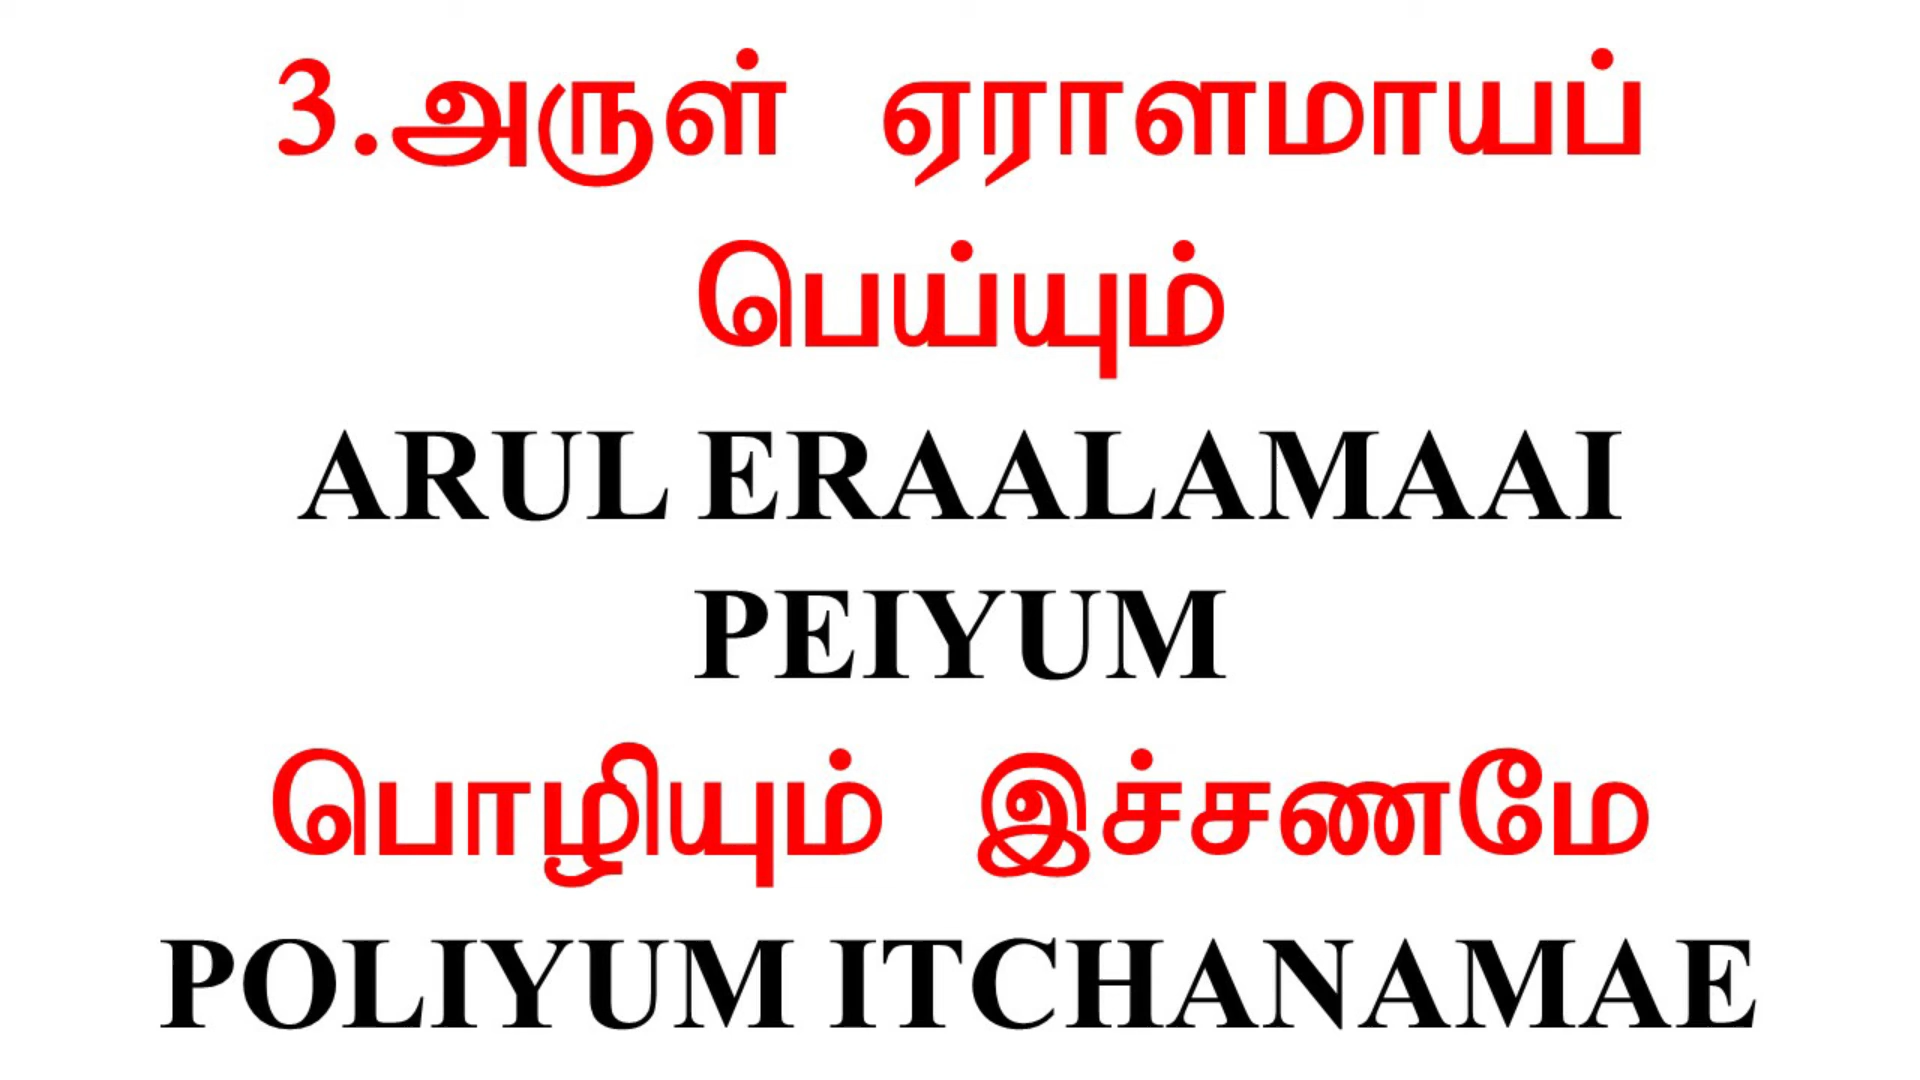 3.அருள் ஏராளமாயப்
பெய்யும்
ARUL ERAALAMAAI
PEIYUM
பொழியும் இச்சணமே
POLIYUM ITCHANAMAE